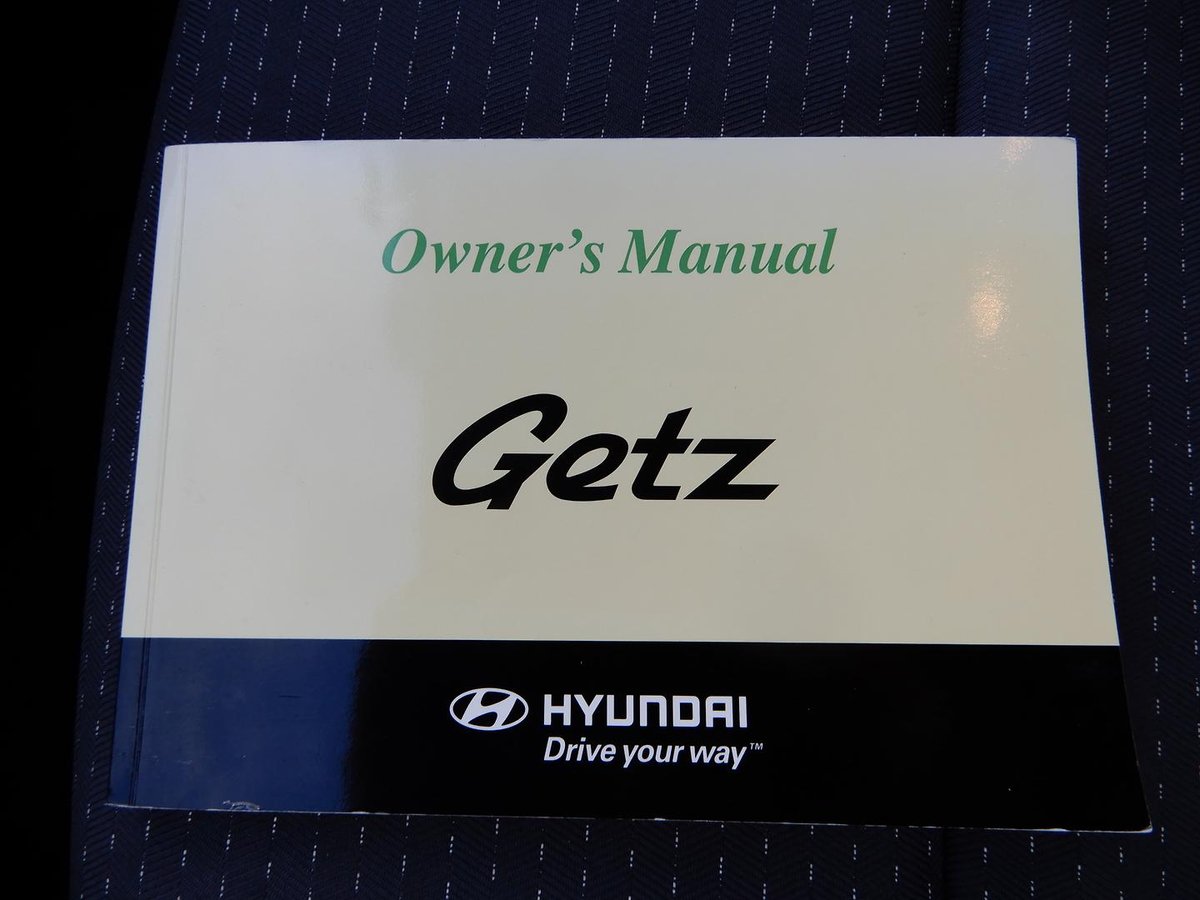 Owner's Manual
Getz
HYUNDAI
Drive your way™